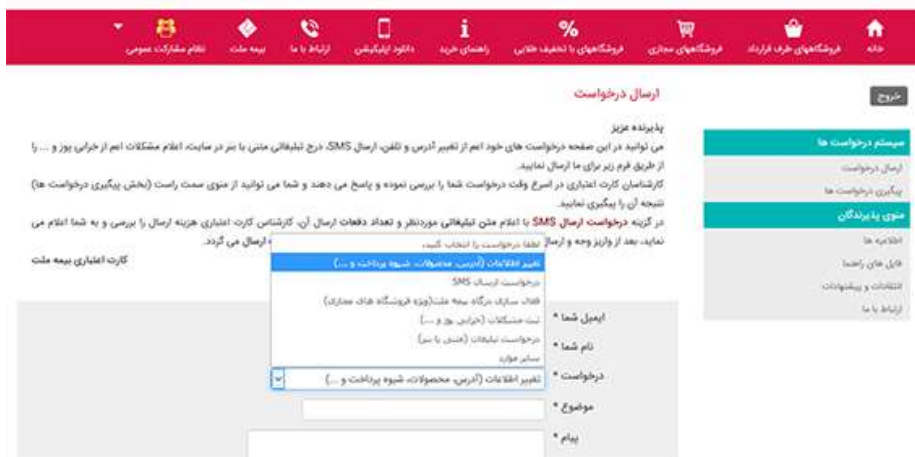 خانه
فروشگاههای طرف قرارداد
فروشگاههای مجازی
فروشگاههای با تخفیف طلایی
راهنمای خرید
دانلود اپلیکیشن
ارتباط با ما
بیمه ملت
نظام مشارکت عمومی
خروج
سیستم درخواست ها
ارسال درخواست
پیگیری درخواست ها
منوی پذیرندگان
اطلاعیه ها
فایل های راهنما
انتقادات و پیشنهادات
ارتباط با ما
ارسال درخواست
پذیرنده عزیز
می توانید در این صفحه درخواست های خود اعم از تغییر آدرس و تلفن، ارسال SMS، درج تبلیغاتی متنی یا بنر در سایت، اعلام مشکلات اعم از خرابی پوز و ... را
از طریق فرم زیر برای ما ارسال نمایید.
کارشناسان کارت اعتباری در اسرع وقت درخواست شما را بررسی نموده و پاسخ می دهند و شما می توانید از منوی سمت راست (بخش پیگیری درخواست ها)
نتیجه آن را پیگیری نمایید.
در گزینه درخواست ارسال SMS با اعلام متن تبلیغاتی موردنظر و تعداد دفعات ارسال آن، کارشناس کارت اعتباری هزینه ارسال را بررسی و به شما اعلام می
نماید، بعد از واریز وجه و ارسال
ارسال می گردد.
کارت اعتباری بیمه ملت
لطفا درخواست را انتخاب کنید.
تغییر اطلاعات (آدرس، محصولات، شیوه پرداخت و ...)
درخواست ارسال SMS
فعال سازی درگاه بیمه ملت(ویژه فروشگاه های مجازی)
ثبت مشکلات (خرابی پوز و ...)
درخواست تبلیغات (متنی یا بنر)
سایر موارد
ایمیل شما *
نام شما *
درخواست *
تغییر اطلاعات (آدرس، محصولات، شیوه پرداخت و ...)
موضوع *
پیام *